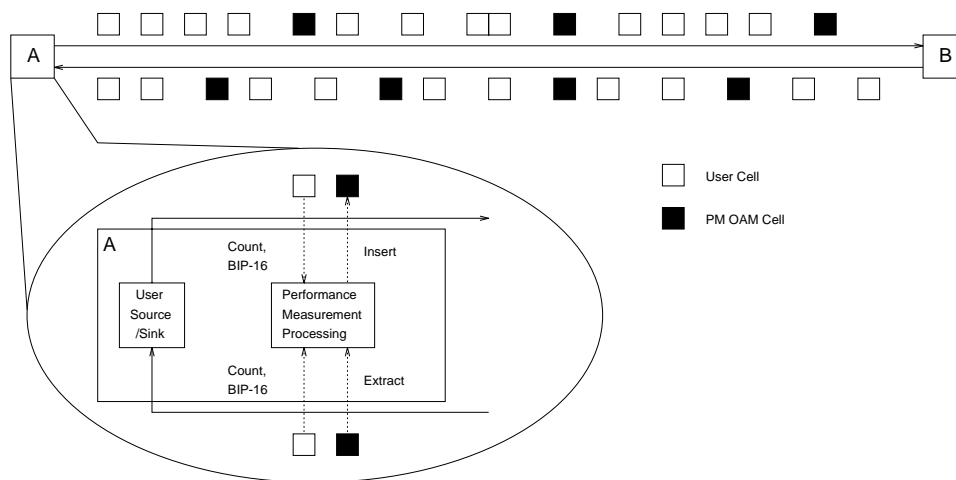 A
B
User Cell
PM OAM Cell
A
Count,
BIP-16
Insert
User
Source
/Sink
Performance
Measurement
Processing
Count,
BIP-16
Extract